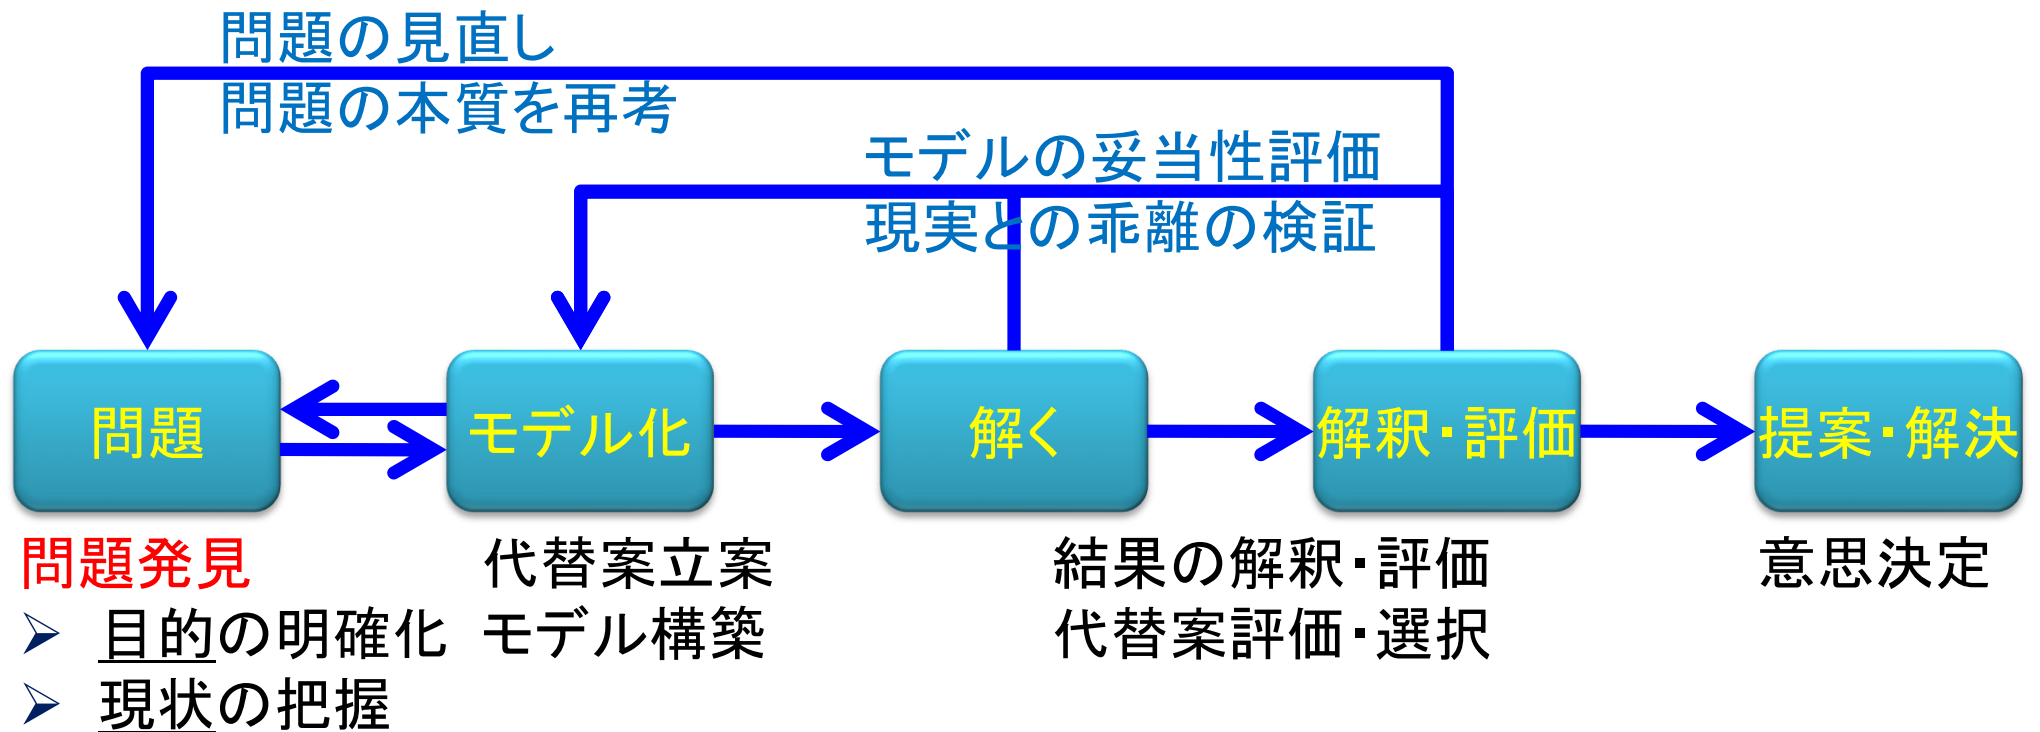 問題の見直し
問題の本質を再考
モデルの妥当性評価
現実との乖離の検証
問題
モデル化
解く
解釈・評価
提案・解決
問題発見
➢ 目的の明確化
➢ 現状の把握
代替案立案
モデル構築
結果の解釈・評価
代替案評価・選択
意思決定